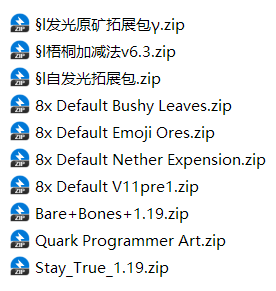 §l发光原矿拓展包γ.zip
§l梧桐加减法v6.3.zip
§l自发光拓展包.zip
8x Default Bushy Leaves.zip
8x Default Emoji Ores.zip
8x Default Nether Expension.zip
8x Default V11pre1.zip
Bare+Bones+1.19.zip
Quark Programmer Art.zip
Stay_True_1.19.zip